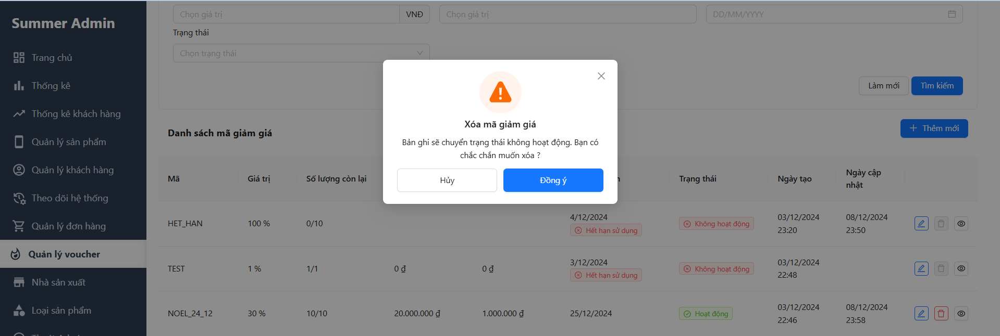 Summer Admin
Trang chủ
Thống kê
Thống kê khách hàng
Quản lý sản phẩm
Quản lý khách hàng
Theo dõi hệ thống
Quản lý đơn hàng
Quản lý voucher
Nhà sản xuất
Loại sản phẩm
Chọn giá trị VNĐ Chọn giá trị DD/MM/YYYY
Trạng thái
Chọn trạng thái
Làm mới Tìm kiếm
Danh sách mã giảm giá Thêm mới
Xóa mã giảm giá
Bản ghi sẽ chuyển trạng thái không hoạt động. Bạn có
chắc chắn muốn xóa ?
Hủy Đồng ý
Mã Giá trị Số lượng còn lại Trạng thái Ngày tạo Ngày cập
nhật
HET_HAN 100 % 0/10 4/12/2024 Không hoạt động 03/12/2024 08/12/2024
Hết hạn sử dụng 23:20 23:50
TEST 1 % 1/1 0 ₫ 0 ₫ 3/12/2024 Không hoạt động 03/12/2024
Hết hạn sử dụng 22:48
NOEL_24_12 30 % 10/10 20.000.000 ₫ 1.000.000 ₫ 25/12/2024 Hoạt động 03/12/2024 08/12/2024
22:46 23:58